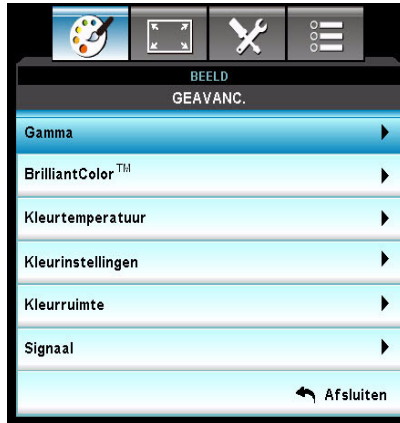 BEELD
GEAVANC.
Gamma
BrilliantColor™
Kleurtemperatuur
Kleurinstellingen
Kleurruimte
Signaal
Afsluiten